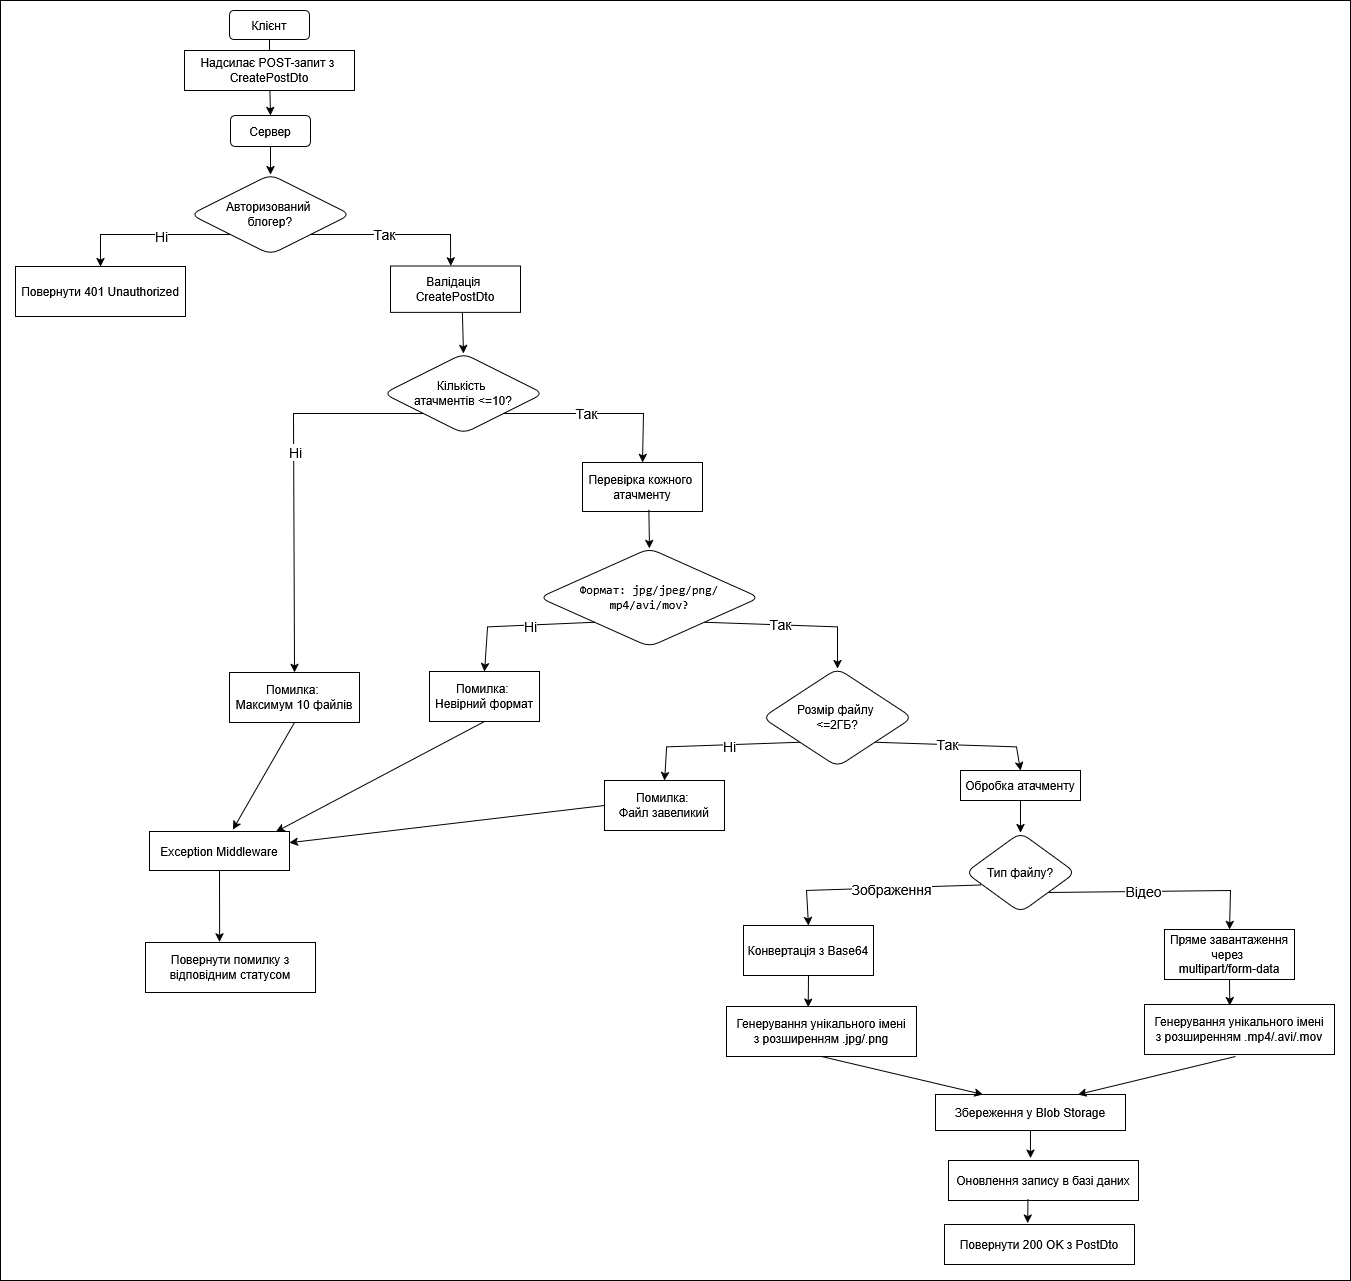 Клієнт
Надсилає POST-запит з
CreatePostDto
Сервер
Авторизований
блогер?
Ні
Так
Повернути 401 Unauthorized
Валідація
CreatePostDto
Кількість
атачментів <=10?
Ні
Так
Перевірка кожного
атачменту
Формат: jpg/jpeg/png/
mp4/avi/mov?
Ні
Так
Помилка:
Максимум 10 файлів
Помилка:
Невірний формат
Розмір файлу
<=2ГБ?
Ні
Так
Помилка:
Файл завеликий
Обробка атачменту
Exception Middleware
Тип файлу?
Зображення
Відео
Повернути помилку з
відповідним статусом
Конвертація з Base64
Пряме завантаження
через
multipart/form-data
Генерування унікального імені
з розширенням .jpg/.png
Генерування унікального імені
з розширенням .mp4/.avi/.mov
Збереження у Blob Storage
Оновлення запису в базі даних
Повернути 200 OK з PostDto